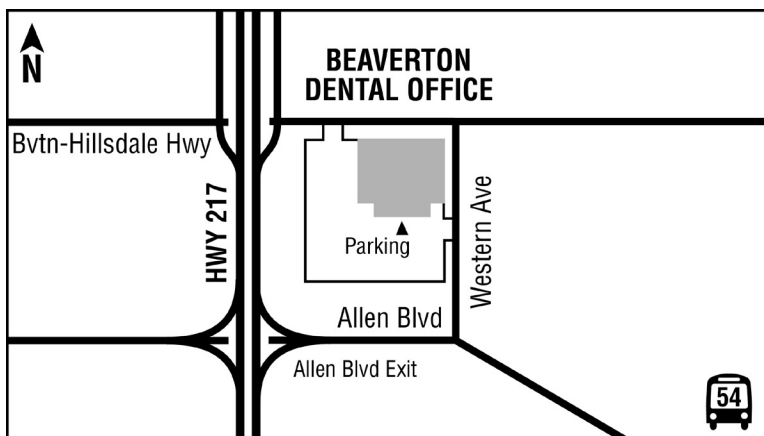 N
BEAVERTON
DENTAL OFFICE
Bvtn-Hillsdale Hwy
HWY 217
Parking
Western Ave
Allen Blvd
Allen Blvd Exit
54